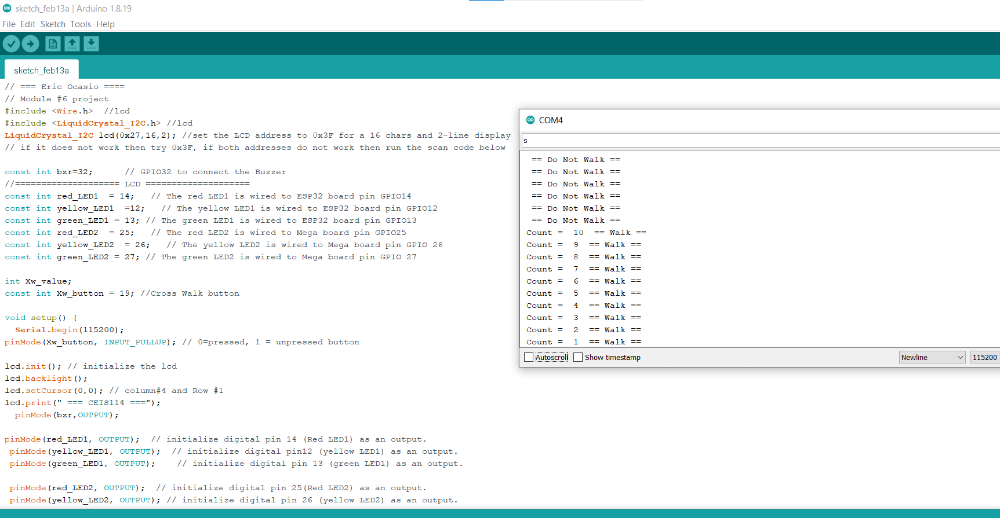 sketch_feb13a | Arduino 1.8.19
File Edit Sketch Tools Help
sketch_feb13a
// === Eric Ocasio ====
// Module #6 project
#include <Wire.h>  //lcd
#include <LiquidCrystal_I2C.h> //lcd
LiquidCrystal_I2C lcd(0x27,16,2); //set the LCD address to 0x3F for a 16 chars and 2-line display
// if it does not work then try 0x3F, if both addresses do not work then run the scan code below
const int bzr=32;      // GPIO32 to connect the Buzzer
//==================== LCD ====================
const int red_LED1  = 14;   // The red LED1 is wired to ESP32 board pin GPIO14
const int yellow_LED1  =12;   // The yellow LED1 is wired to ESP32 board pin GPIO12
const int green_LED1 = 13; // The green LED1 is wired to ESP32 board pin GPIO13
const int red_LED2  = 25;   // The red LED2 is wired to Mega board pin GPIO25
const int yellow_LED2  = 26;   // The yellow LED2 is wired to Mega board pin GPIO 26
const int green_LED2 = 27; // The green LED2 is wired to Mega board pin GPIO 27
int Xw_value;
const int Xw_button = 19; //Cross Walk button
void setup() {
  Serial.begin(115200);
pinMode(Xw_button, INPUT_PULLUP); // 0=pressed, 1 = unpressed button
lcd.init(); // initialize the lcd
lcd.backlight();
lcd.setCursor(0,0); // column#4 and Row #1
lcd.print(" === CEIS114 ===");
  pinMode(bzr,OUTPUT);
pinMode(red_LED1, OUTPUT);  // initialize digital pin 14 (Red LED1) as an output.
 pinMode(yellow_LED1, OUTPUT);  // initialize digital pin12 (yellow LED1) as an output.
 pinMode(green_LED1, OUTPUT);    // initialize digital pin 13 (green LED1) as an output.
 pinMode(red_LED2, OUTPUT);  // initialize digital pin 25(Red LED2) as an output.
 pinMode(yellow_LED2, OUTPUT); // initialize digital pin 26 (yellow LED2) as an output.
COM4
s
 == Do Not Walk ==
 == Do Not Walk ==
 == Do Not Walk ==
 == Do Not Walk ==
 == Do Not Walk ==
 == Do Not Walk ==
Count =  10  == Walk ==
Count =  9  == Walk ==
Count =  8  == Walk ==
Count =  7  == Walk ==
Count =  6  == Walk ==
Count =  5  == Walk ==
Count =  4  == Walk ==
Count =  3  == Walk ==
Count =  2  == Walk ==
Count =  1  == Walk ==
Autoscroll Show timestamp Newline 115200